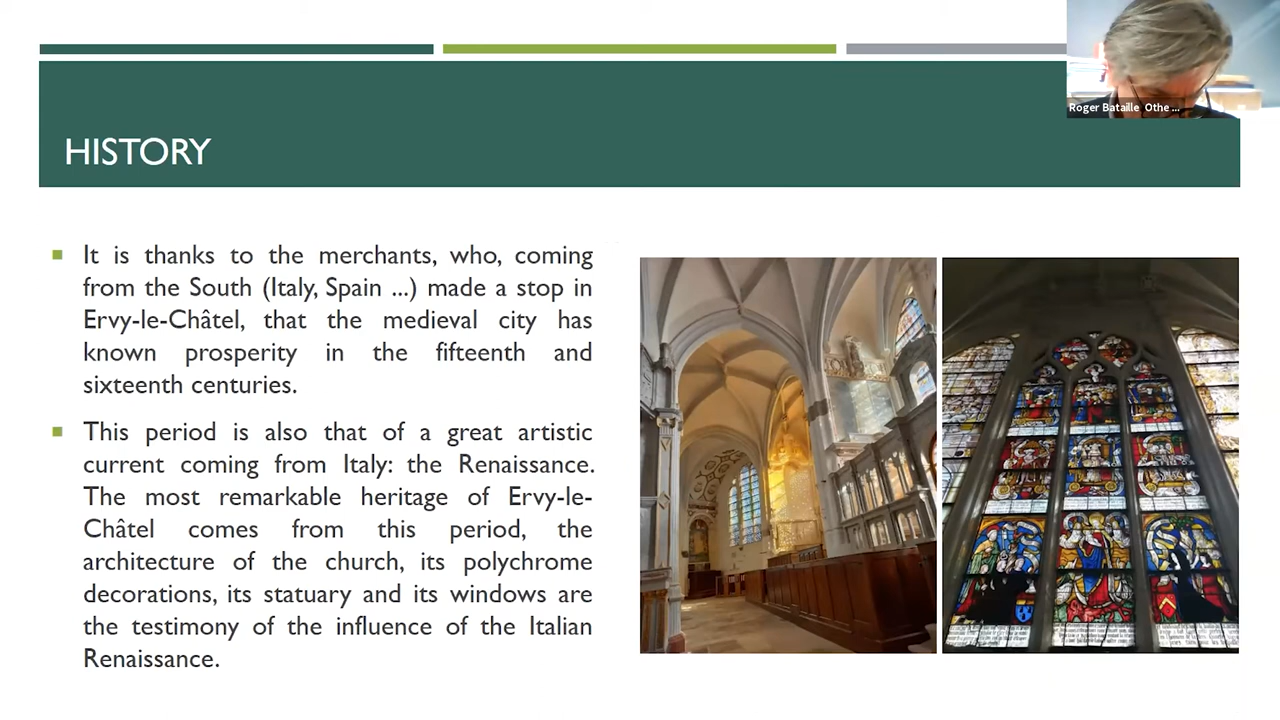 Roger Bataille Othe ...
HISTORY
It is thanks to the merchants, who, coming
from the South (Italy, Spain ...) made a stop in
Ervy-le-Châtel, that the medieval city has
known prosperity in the fifteenth and
sixteenth centuries.
This period is also that of a great artistic
current coming from Italy: the Renaissance.
The most remarkable heritage of Ervy-le-
Châtel comes from this period, the
architecture of the church, its polychrome
decorations, its statuary and its windows are
the testimony of the influence of the Italian
Renaissance.